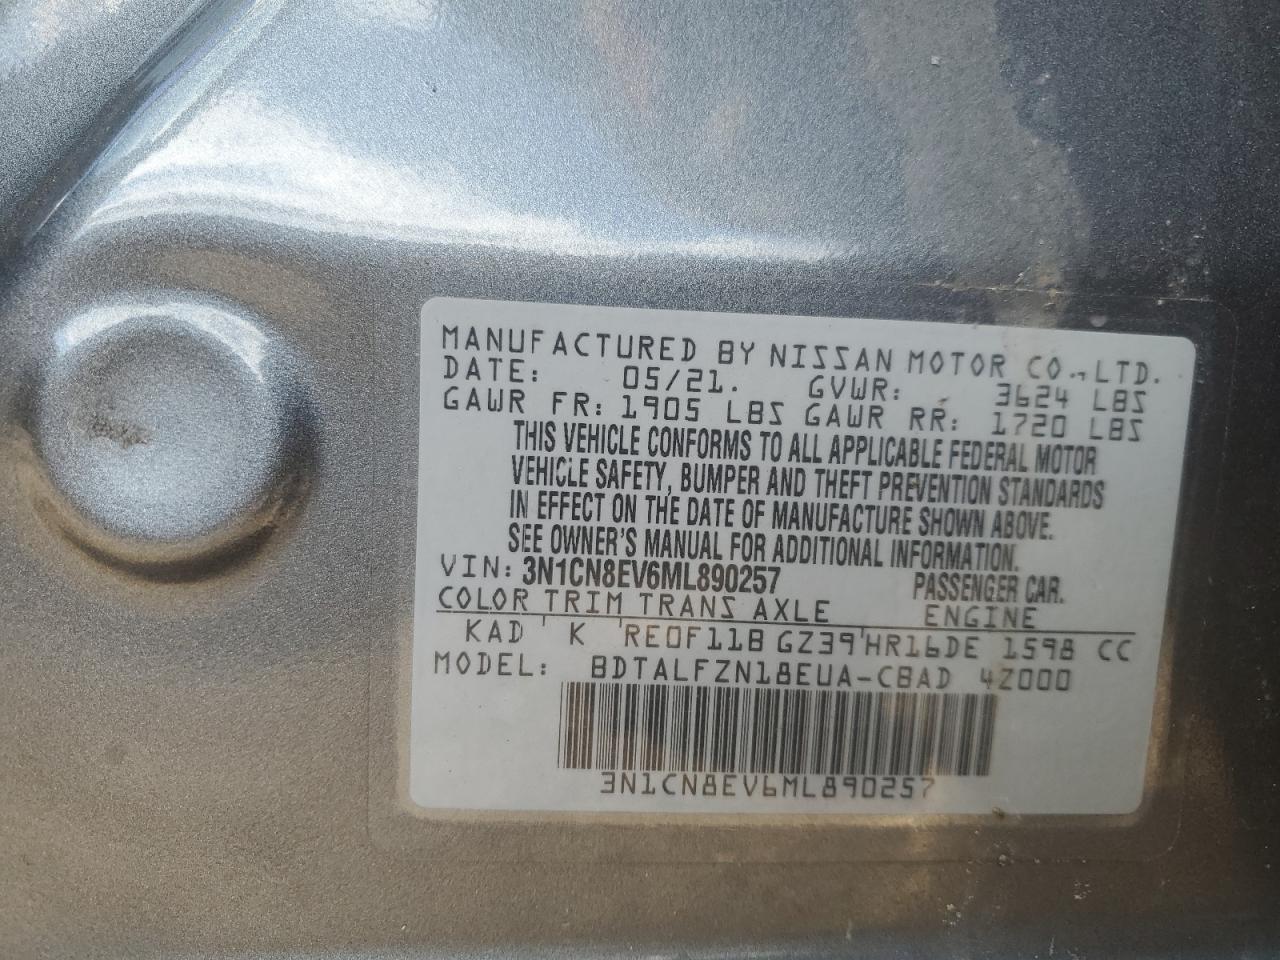 MANUFACTURED BY NISSAN MOTOR CO., LTD.
DATE: 05/21. GVWR: 3624 LBS
GAWR FR: 1905 LBS GAWR RR: 1720 LBS
THIS VEHICLE CONFORMS TO ALL APPLICABLE FEDERAL MOTOR
VEHICLE SAFETY, BUMPER AND THEFT PREVENTION STANDARDS
IN EFFECT ON THE DATE OF MANUFACTURE SHOWN ABOVE.
SEE OWNER'S MANUAL FOR ADDITIONAL INFORMATION.
VIN: 3N1CN8EV6ML890257 PASSENGER CAR.
COLOR TRIM TRANS AXLE ENGINE
KAD K RE0F11B GZ39 HR16DE 1598 CC
MODEL: BDTALFZN18EUA-CBAD 4Z000
3N1CN8EV6ML890257